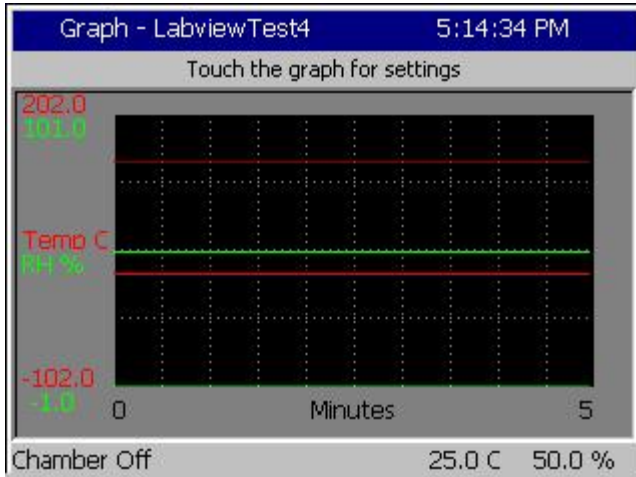 Graph - LabviewTest4 5:14:34 PM
Touch the graph for settings
202.0
101.0
Temp C
RH %
-102.0
-1.0
0 Minutes 5
Chamber Off 25.0 C 50.0 %